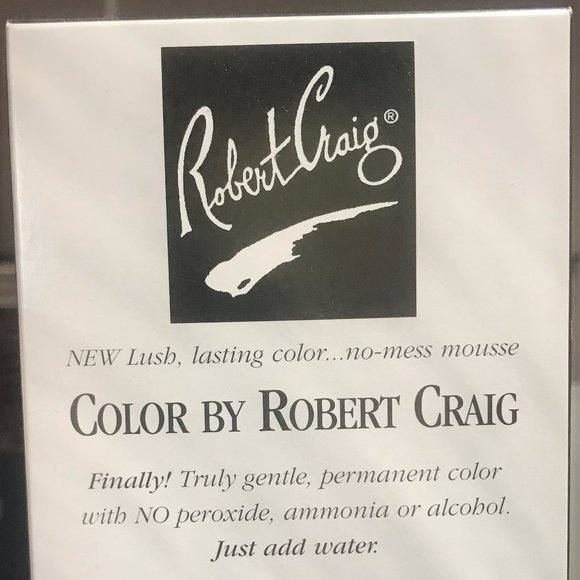 Robert Craig®
NEW Lush, lasting color...no-mess mousse
COLOR BY ROBERT CRAIG
Finally! Truly gentle, permanent color
with NO peroxide, ammonia or alcohol.
Just add water.